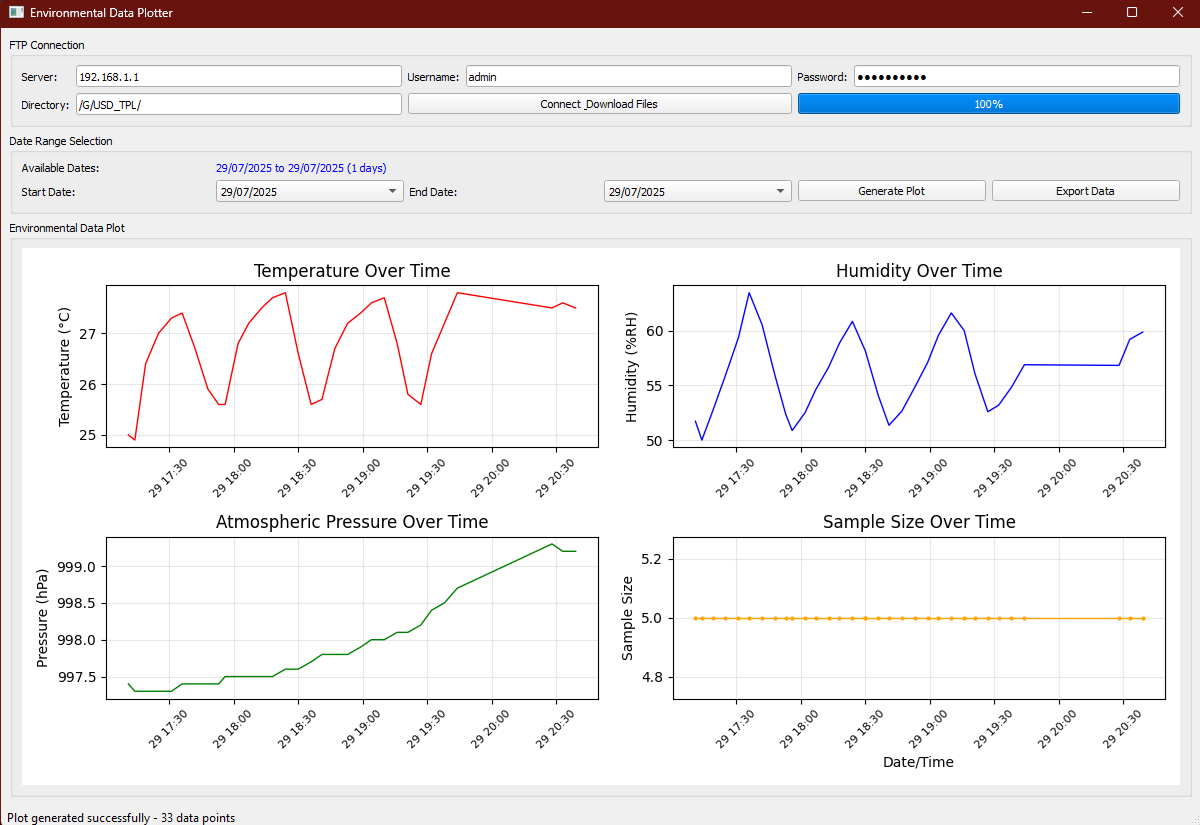 Environmental Data Plotter
FTP Connection
Server: 192.168.1.1 Username: admin Password: ●●●●●●●●●●
Directory: /G/USD_TPL/ Connect _Download Files 100%
Date Range Selection
Available Dates: 29/07/2025 to 29/07/2025 (1 days)
Start Date: 29/07/2025 End Date: 29/07/2025 Generate Plot Export Data
Environmental Data Plot
Temperature Over Time
Temperature (°C)
27
26
25
29 17:30 29 18:00 29 18:30 29 19:00 29 19:30 29 20:00 29 20:30
Humidity Over Time
Humidity (%RH)
60
55
50
29 17:30 29 18:00 29 18:30 29 19:00 29 19:30 29 20:00 29 20:30
Atmospheric Pressure Over Time
Pressure (hPa)
999.0
998.5
998.0
997.5
29 17:30 29 18:00 29 18:30 29 19:00 29 19:30 29 20:00 29 20:30
Sample Size Over Time
Sample Size
5.2
5.0
4.8
29 17:30 29 18:00 29 18:30 29 19:00 29 19:30 29 20:00 29 20:30
Date/Time
Plot generated successfully - 33 data points